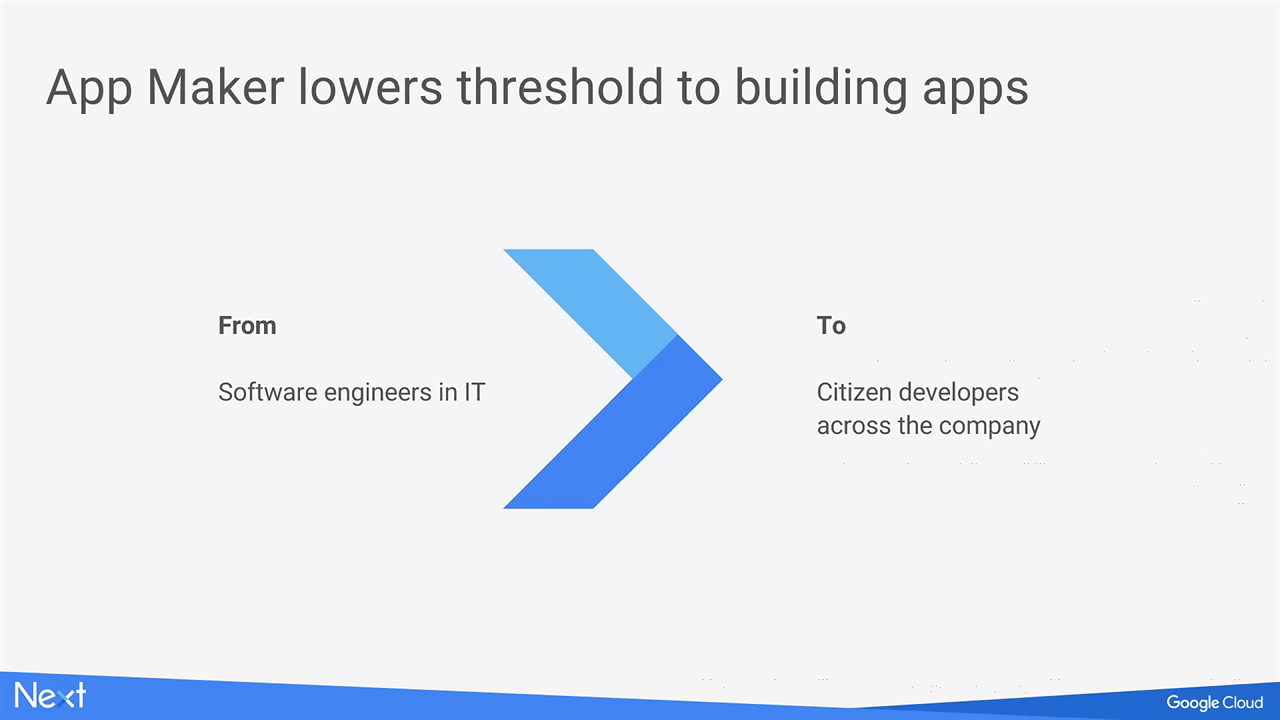 App Maker lowers threshold to building apps
From
Software engineers in IT
To
Citizen developers
across the company
Next
Google Cloud